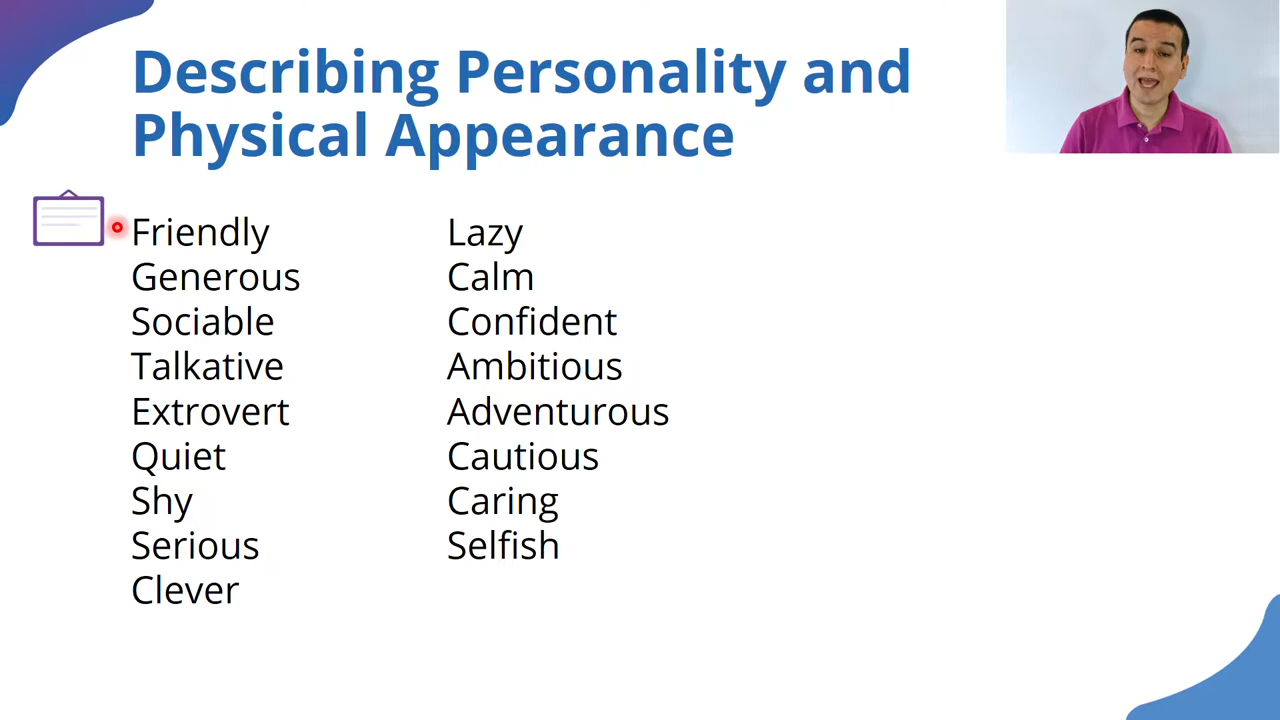 Describing Personality and
Physical Appearance
Friendly
Generous
Sociable
Talkative
Extrovert
Quiet
Shy
Serious
Clever
Lazy
Calm
Confident
Ambitious
Adventurous
Cautious
Caring
Selfish